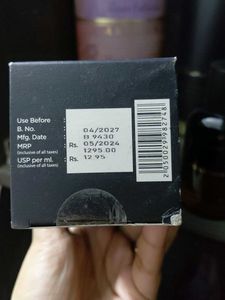 Use Before 04/2027
B. No. B 9430
Mfg. Date 05/2024
MRP Rs. 1295.00
(inclusive of all taxes)
USP per ml. Rs. 12.95
(inclusive of all taxes)